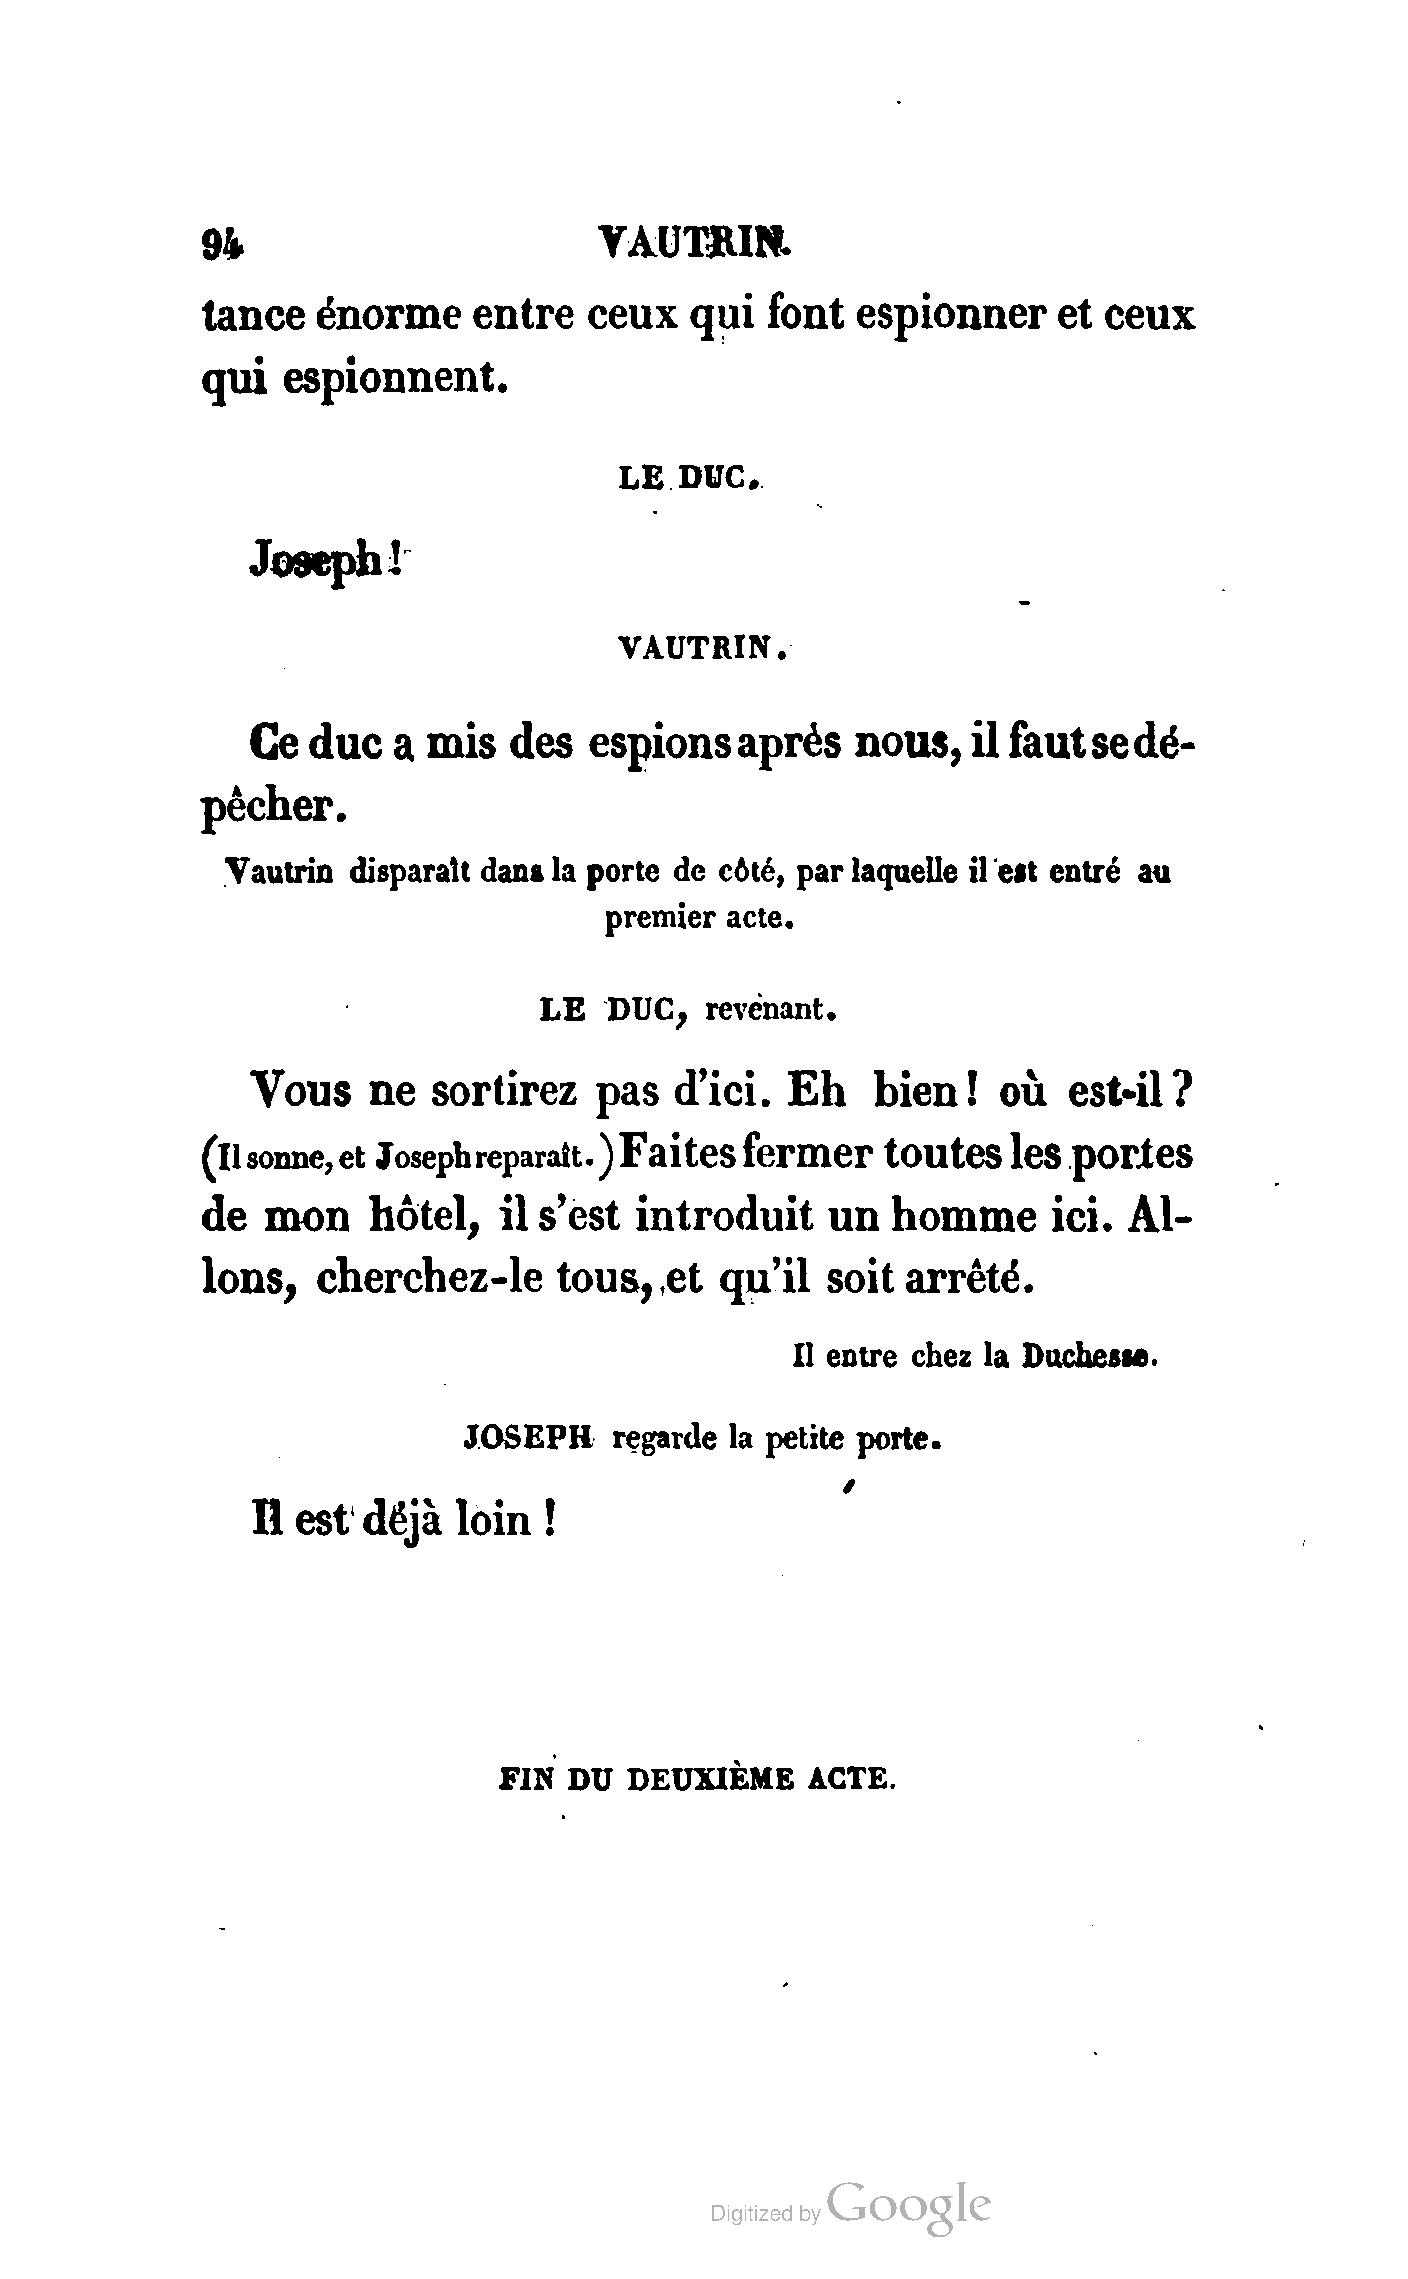 94 VAUTRIN.
tance énorme entre ceux qui font espionner et ceux
qui espionnent.
LE DUC.
Joseph !
VAUTRIN.
Ce duc a mis des espions après nous, il faut se dé-
pêcher.
Vautrin disparaît dans la porte de côté, par laquelle il est entré au
premier acte.
LE DUC, revenant.
Vous ne sortirez pas d'ici. Eh bien ! où est-il ?
(Il sonne, et Joseph reparaît.) Faites fermer toutes les portes
de mon hôtel, il s'est introduit un homme ici. Al-
lons, cherchez-le tous, et qu'il soit arrêté.
Il entre chez la Duchesse.
JOSEPH regarde la petite porte.
Il est déjà loin !
FIN DU DEUXIÈME ACTE.
Digitized by Google